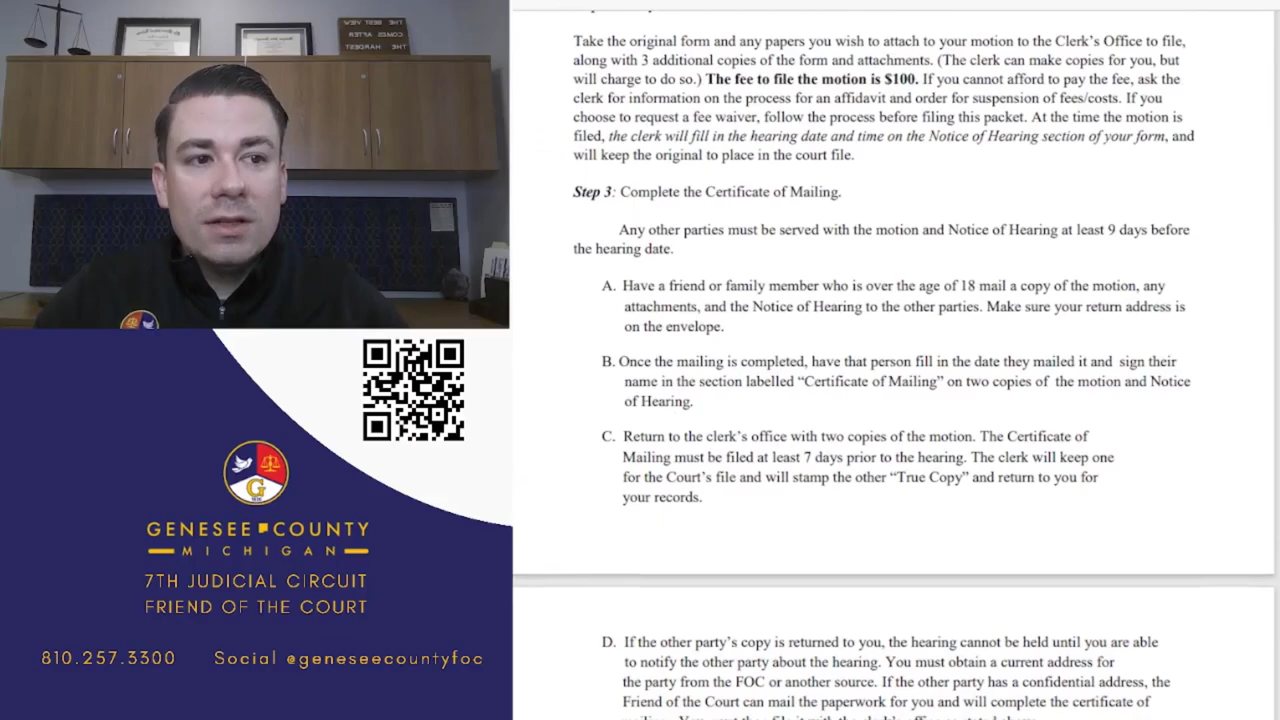 THE BEST VIEW
COMES AFTER
THE HARDEST
G
GENESEE COUNTY
MICHIGAN
7TH JUDICIAL CIRCUIT
FRIEND OF THE COURT
810.257.3300 Social @geneseecountyfoc
Take the original form and any papers you wish to attach to your motion to the Clerk's Office to file,
along with 3 additional copies of the form and attachments. (The clerk can make copies for you, but
will charge to do so.) The fee to file the motion is $100. If you cannot afford to pay the fee, ask the
clerk for information on the process for an affidavit and order for suspension of fees/costs. If you
choose to request a fee waiver, follow the process before filing this packet. At the time the motion is
filed, the clerk will fill in the hearing date and time on the Notice of Hearing section of your form, and
will keep the original to place in the court file.
Step 3: Complete the Certificate of Mailing.
Any other parties must be served with the motion and Notice of Hearing at least 9 days before
the hearing date.
A. Have a friend or family member who is over the age of 18 mail a copy of the motion, any
attachments, and the Notice of Hearing to the other parties. Make sure your return address is
on the envelope.
B. Once the mailing is completed, have that person fill in the date they mailed it and sign their
name in the section labelled “Certificate of Mailing” on two copies of the motion and Notice
of Hearing.
C. Return to the clerk's office with two copies of the motion. The Certificate of
Mailing must be filed at least 7 days prior to the hearing. The clerk will keep one
for the Court's file and will stamp the other “True Copy” and return to you for
your records.
D. If the other party's copy is returned to you, the hearing cannot be held until you are able
to notify the other party about the hearing. You must obtain a current address for
the party from the FOC or another source. If the other party has a confidential address, the
Friend of the Court can mail the paperwork for you and will complete the certificate of